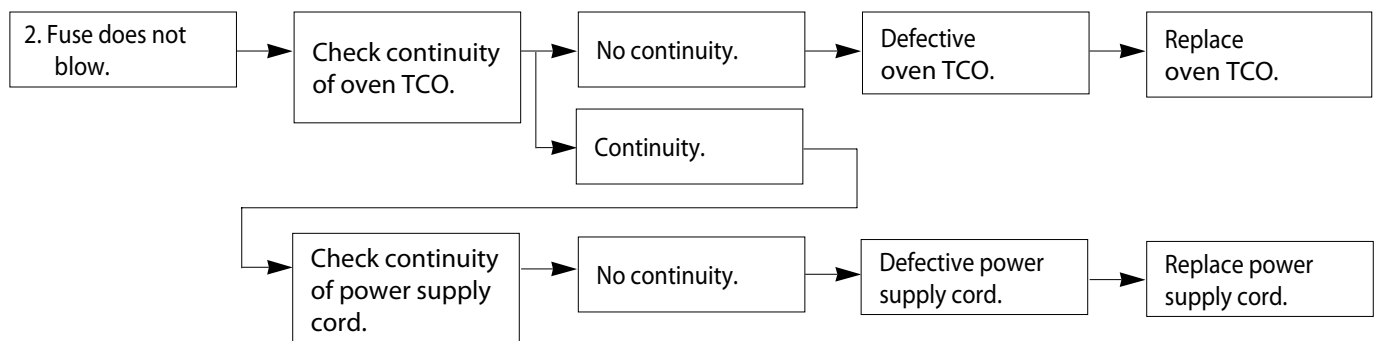 2. Fuse does not
blow.
Check continuity
of oven TCO.
No continuity.
Defective
oven TCO.
Replace
oven TCO.
Continuity.
Check continuity
of power supply
cord.
No continuity.
Defective power
supply cord.
Replace power
supply cord.